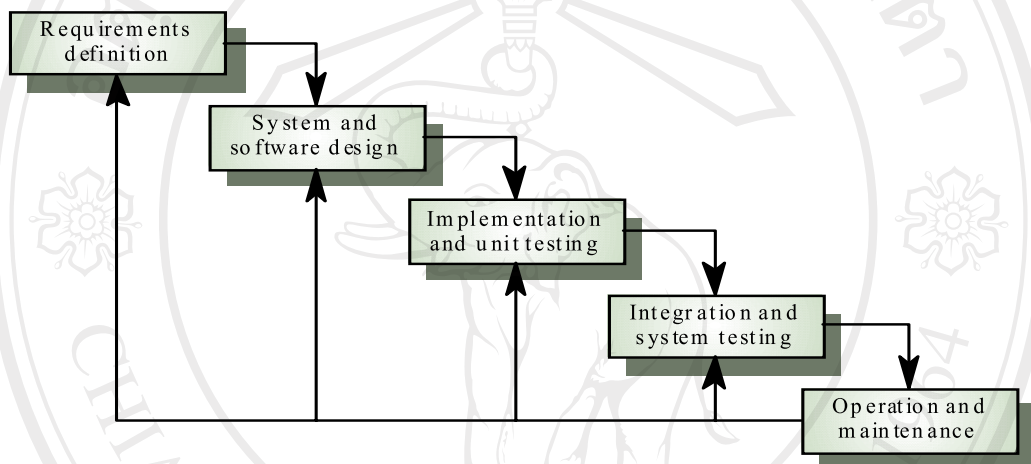 Requirements
definition
System and
software design
Implementation
and unit testing
Integration and
system testing
Operation and
maintenance